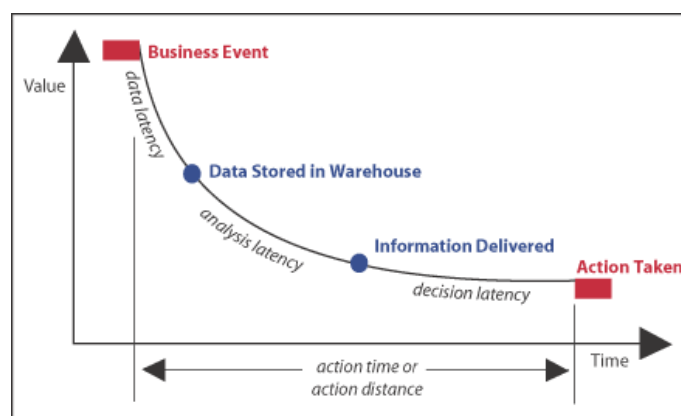 Business Event
Value
data latency
Data Stored in Warehouse
analysis latency
Information Delivered
Action Taken
decision latency
Time
action time or
action distance